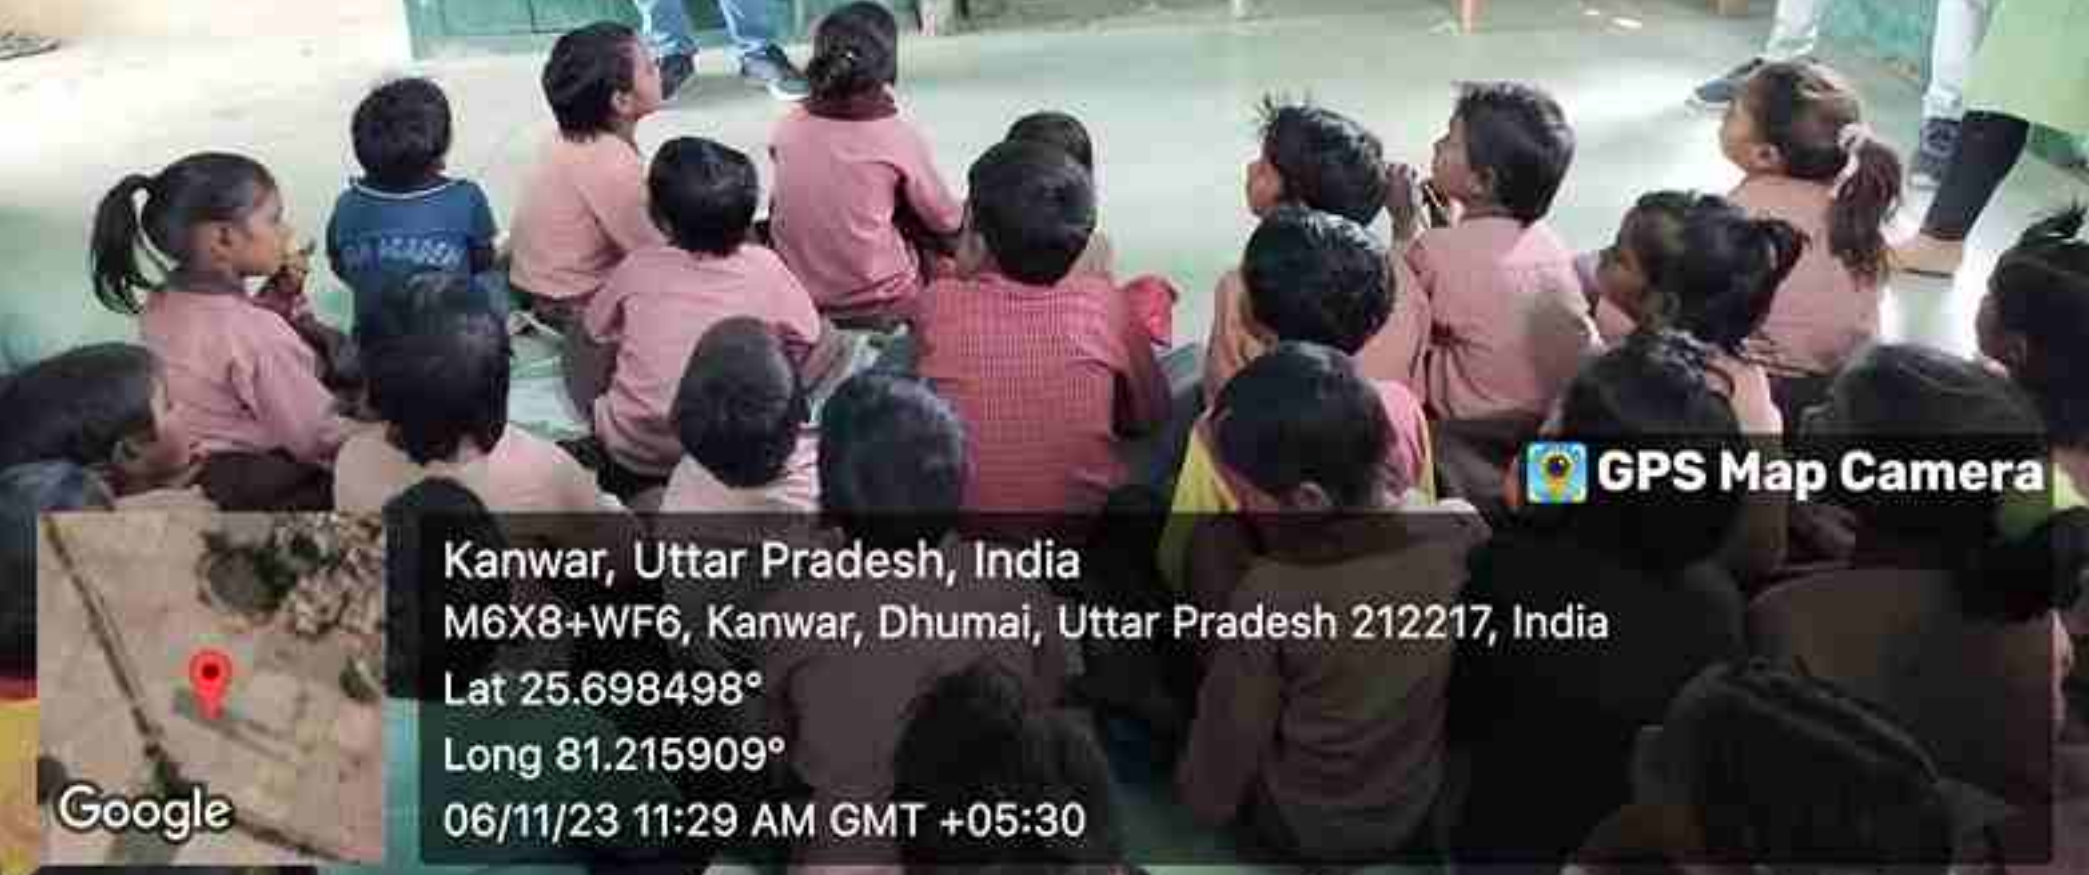 GPS Map Camera
Kanwar, Uttar Pradesh, India
M6X8+WF6, Kanwar, Dhumai, Uttar Pradesh 212217, India
Lat 25.698498°
Long 81.215909°
06/11/23 11:29 AM GMT +05:30
Google